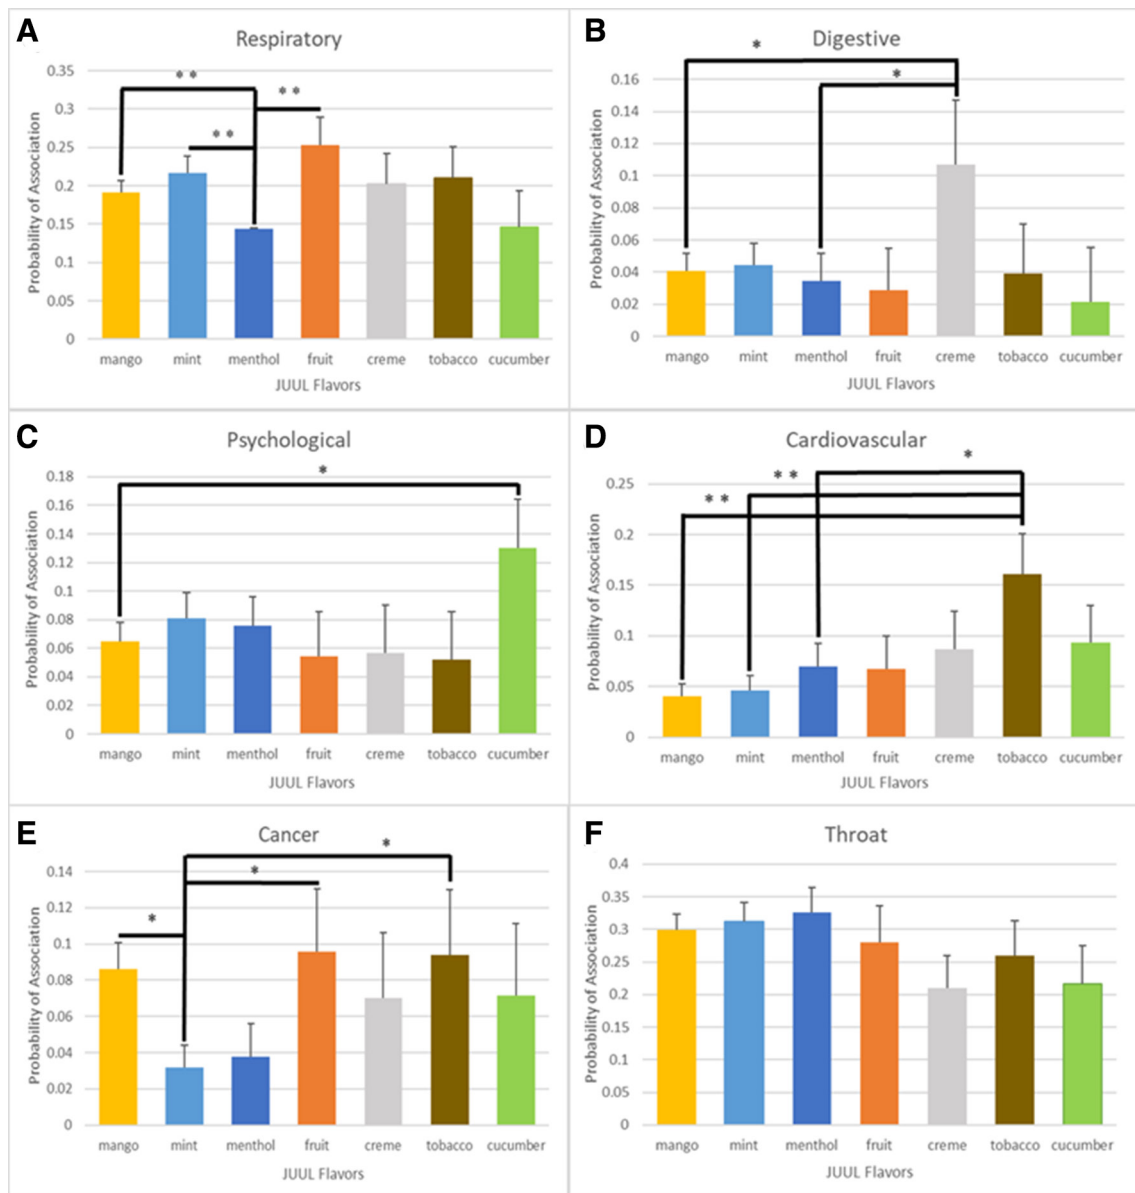 A
Respiratory
Probability of Association
0.35
0.3
0.25
0.2
0.15
0.1
0.05
0
* *
* *
* *
mango mint menthol fruit creme tobacco cucumber
JUUL Flavors
B
Digestive
Probability of Association
0.16
0.14
0.12
0.1
0.08
0.06
0.04
0.02
0
*
*
mango mint menthol fruit creme tobacco cucumber
JUUL Flavors
C
Psychological
Probability of Association
0.18
0.16
0.14
0.12
0.1
0.08
0.06
0.04
0.02
0
*
mango mint menthol fruit creme tobacco cucumber
JUUL Flavors
D
Cardiovascular
Probability of Association
0.25
0.2
0.15
0.1
0.05
0
*
* *
* *
mango mint menthol fruit creme tobacco cucumber
JUUL Flavors
E
Cancer
Probability of Association
0.14
0.12
0.1
0.08
0.06
0.04
0.02
0
*
*
*
mango mint menthol fruit creme tobacco cucumber
JUUL Flavors
F
Throat
Probability of Association
0.4
0.35
0.3
0.25
0.2
0.15
0.1
0.05
0
mango mint menthol fruit creme tobacco cucumber
JUUL Flavors